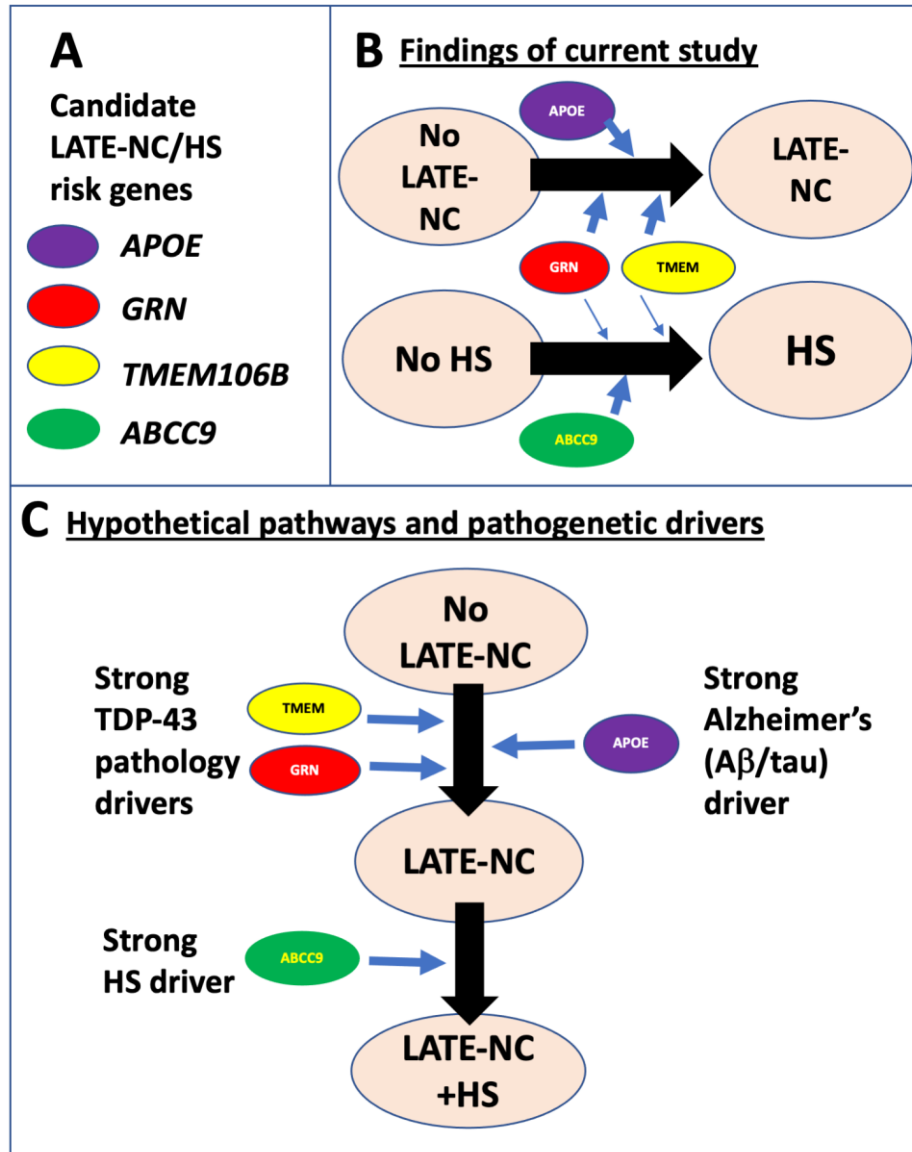 A
Candidate
LATE-NC/HS
risk genes
APOE
GRN
TMEM106B
ABCC9
B Findings of current study
APOE
No
LATE-
NC
LATE-
NC
GRN
TMEM
No HS
HS
ABCC9
C Hypothetical pathways and pathogenetic drivers
No
LATE-NC
Strong
TDP-43
pathology
drivers
TMEM
GRN
APOE
Strong
Alzheimer’s
(Aβ/tau)
driver
LATE-NC
Strong
HS driver
ABCC9
LATE-NC
+HS